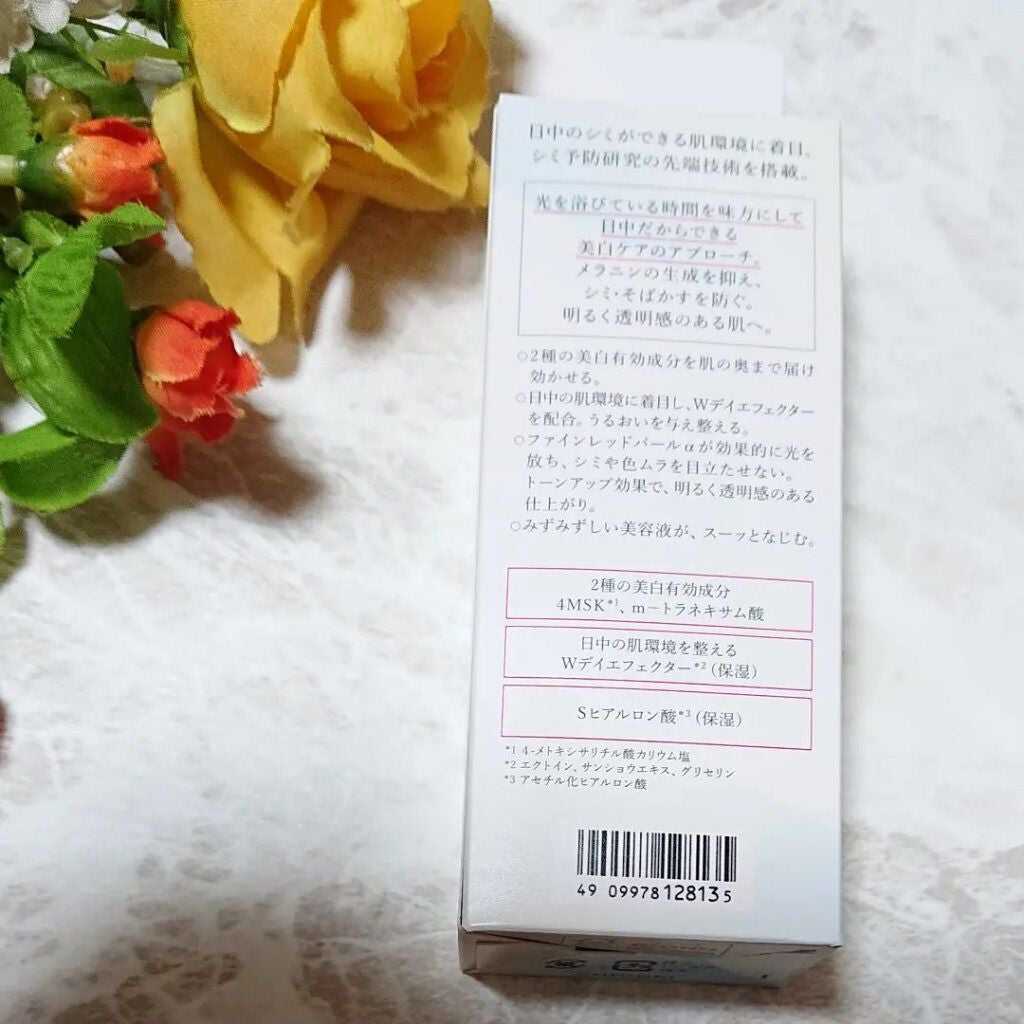 日中のシミができる肌環境に着目。
シミ予防研究の先端技術を搭載。
光を浴びている時間を味方にして
日中だからできる
美白ケアのアプローチ。
メラニンの生成を抑え、
シミ・そばかすを防ぐ。
明るく透明感のある肌へ。
○2種の美白有効成分を肌の奥まで届け
効かせる。
○日中の肌環境に着目し、Wデイエフェクター
を配合。うるおいを与え整える。
○ファインレッドパールαが効果的に光を
放ち、シミや色ムラを目立たせない。
トーンアップ効果で、明るく透明感のある
仕上がり。
○みずみずしい美容液が、スーッとなじむ。
2種の美白有効成分
4MSK*1、m－トラネキサム酸
日中の肌環境を整える
Wデイエフェクター*2（保湿）
Sヒアルロン酸*3（保湿）
*1 4-メトキシサリチル酸カリウム塩
*2 エクトイン、サンショウエキス、グリセリン
*3 アセチル化ヒアルロン酸
49 09978 128135